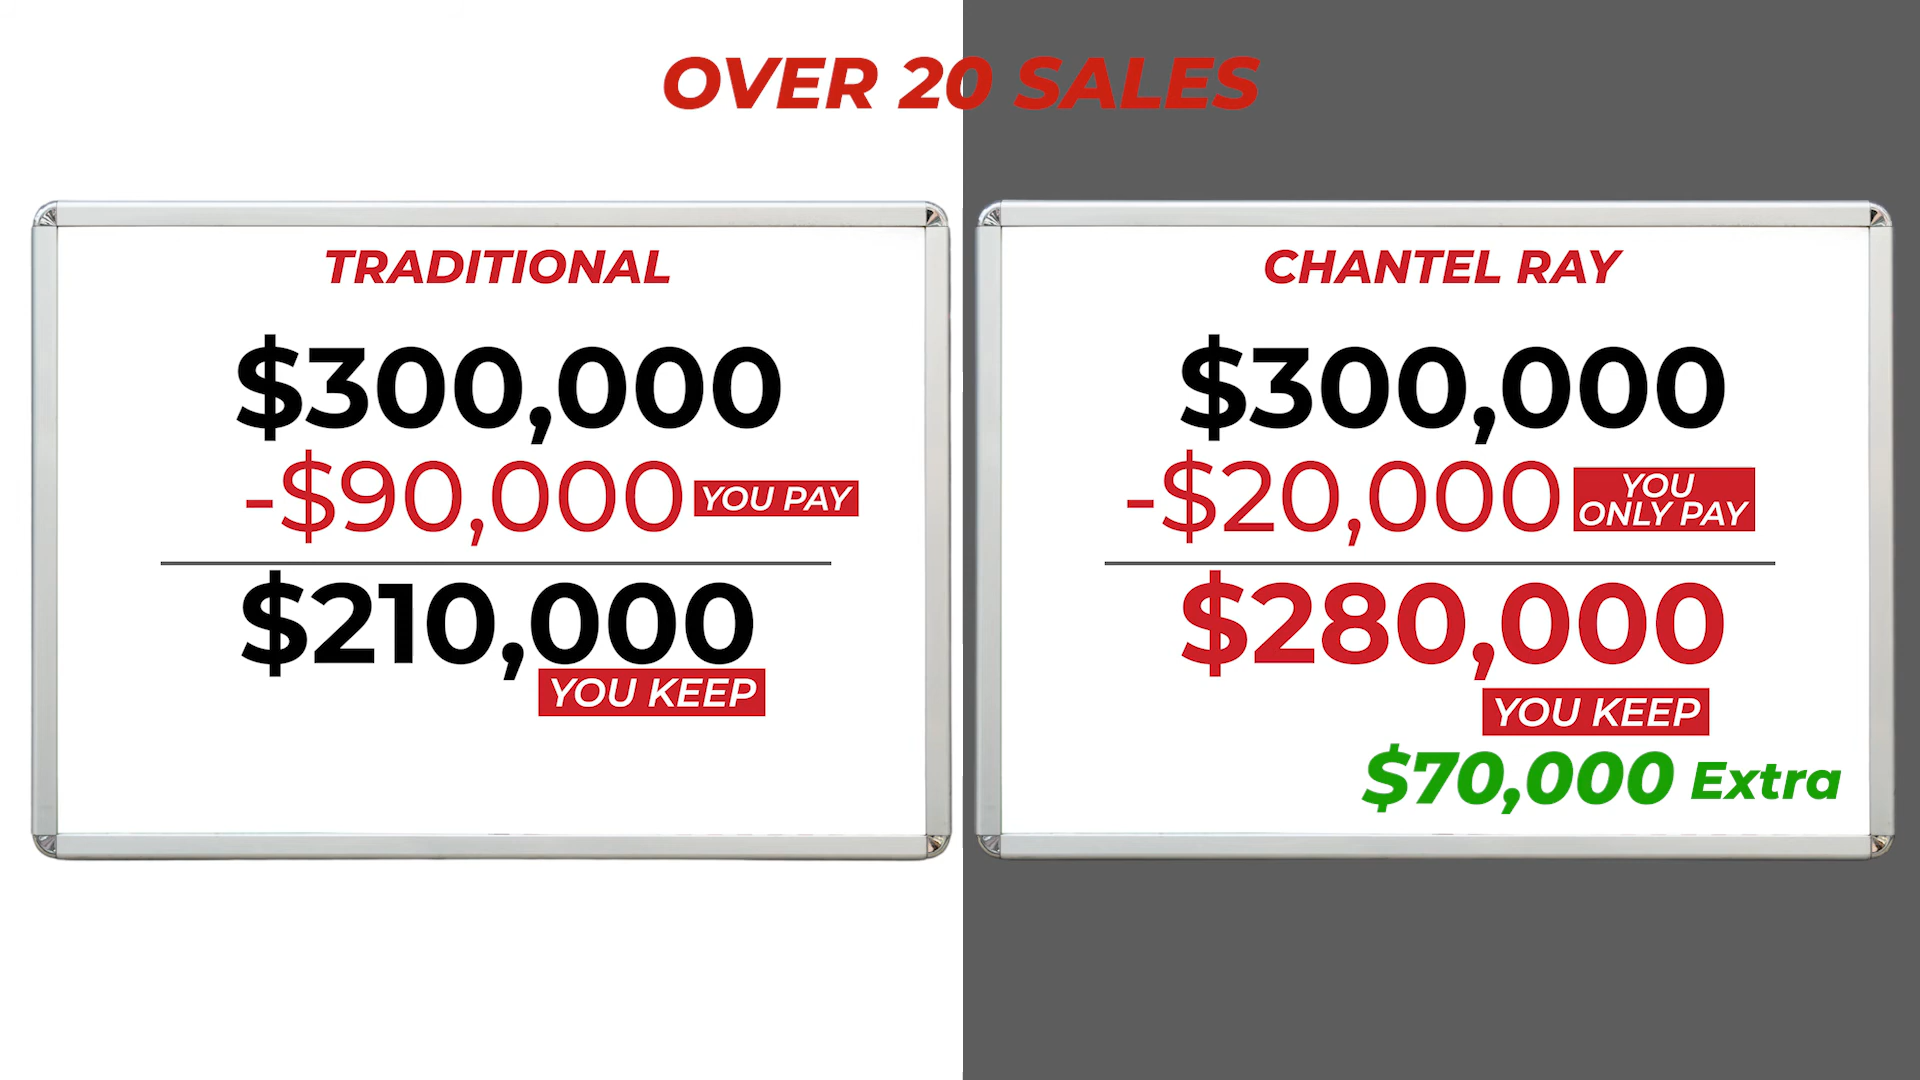 OVER 20 SALES
TRADITIONAL
$300,000
-$90,000 YOU PAY
$210,000
YOU KEEP
CHANTEL RAY
$300,000
-$20,000 YOU
ONLY PAY
$280,000
YOU KEEP
$70,000 Extra